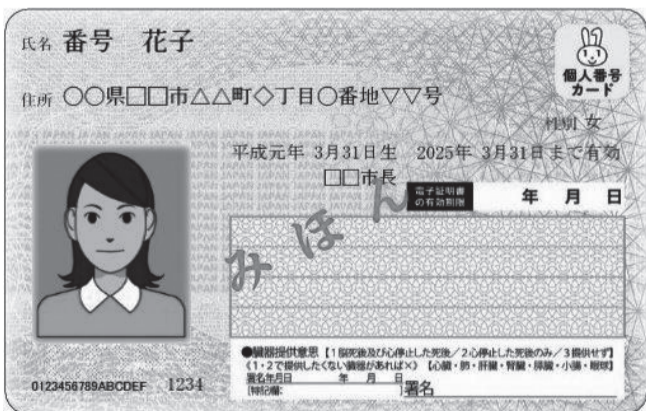 氏名 番号 花子
個人番号
カード
住所 〇〇県□□市△△町◇丁目〇番地▽▽号
性別 女
平成元年 3月31日生 2025年 3月31日まで有効
□□市長
電子証明書
の有効期限
年 月 日
みほん
●臓器提供意思【1 脳死後及び心停止した死後/2 心停止した死後のみ/3 提供せず】
《1・2で提供したくない臓器があれば×》【心臓・肺・肝臓・腎臓・膵臓・小腸・眼球】
署名年月日 年 月 日
[特記欄: ]署名
0123456789ABCDEF 1234